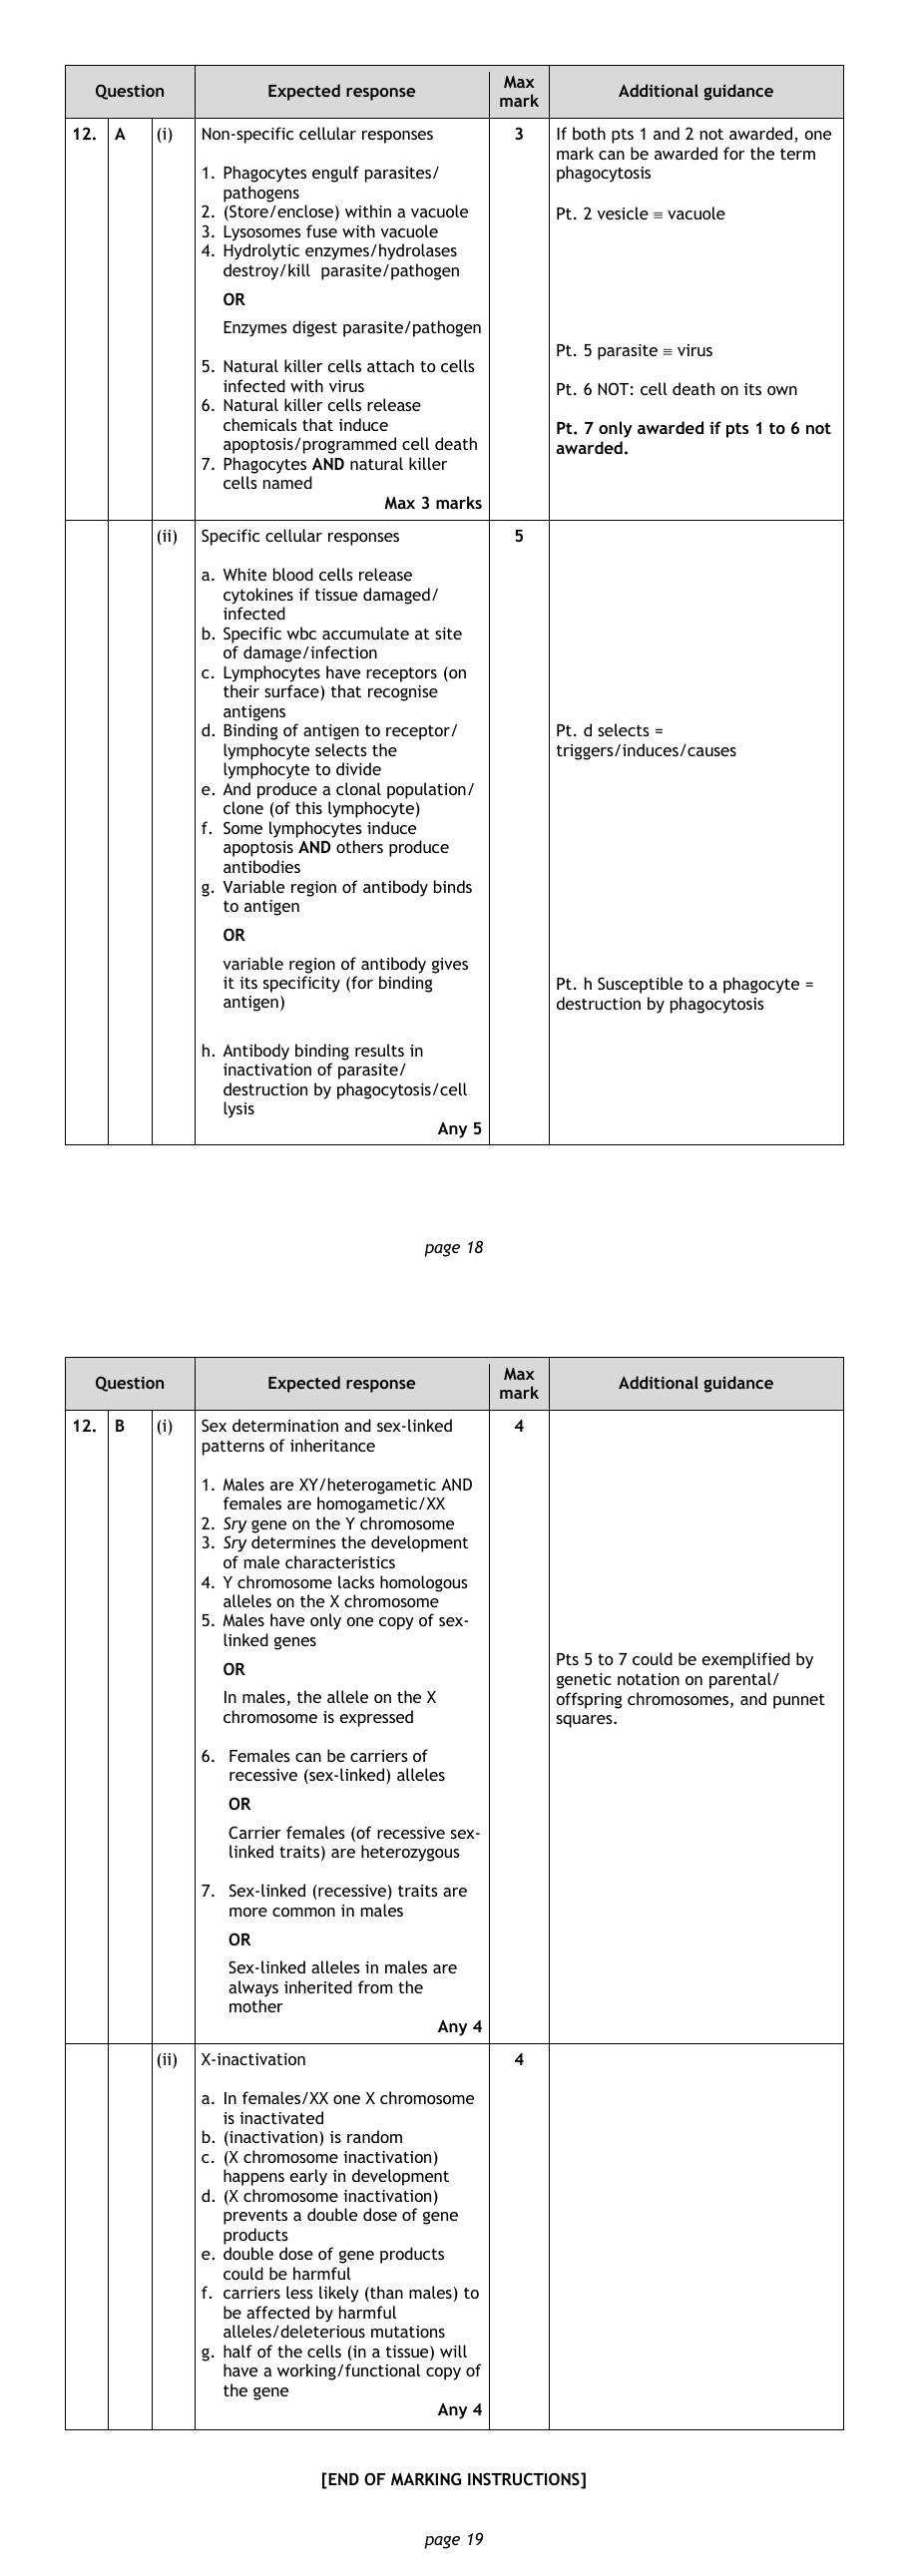 Question Expected response Max mark Additional guidance
12. A (i) Non-specific cellular responses 3 If both pts 1 and 2 not awarded, one
mark can be awarded for the term
phagocytosis
1. Phagocytes engulf parasites/
pathogens
2. (Store/enclose) within a vacuole Pt. 2 vesicle ≡ vacuole
3. Lysosomes fuse with vacuole
4. Hydrolytic enzymes/hydrolases
destroy/kill parasite/pathogen
OR
Enzymes digest parasite/pathogen
Pt. 5 parasite ≡ virus
5. Natural killer cells attach to cells
infected with virus
Pt. 6 NOT: cell death on its own
6. Natural killer cells release
chemicals that induce
apoptosis/programmed cell death
Pt. 7 only awarded if pts 1 to 6 not
awarded.
7. Phagocytes AND natural killer
cells named
Max 3 marks
(ii) Specific cellular responses 5
a. White blood cells release
cytokines if tissue damaged/
infected
b. Specific wbc accumulate at site
of damage/infection
c. Lymphocytes have receptors (on
their surface) that recognise
antigens
d. Binding of antigen to receptor/ Pt. d selects =
lymphocyte selects the triggers/induces/causes
lymphocyte to divide
e. And produce a clonal population/
clone (of this lymphocyte)
f. Some lymphocytes induce
apoptosis AND others produce
antibodies
g. Variable region of antibody binds
to antigen
OR
variable region of antibody gives
it its specificity (for binding
antigen)
Pt. h Susceptible to a phagocyte =
destruction by phagocytosis
h. Antibody binding results in
inactivation of parasite/
destruction by phagocytosis/cell
lysis
Any 5
page 18
Question Expected response Max mark Additional guidance
12. B (i) Sex determination and sex-linked 4
patterns of inheritance
1. Males are XY/heterogametic AND
females are homogametic/XX
2. Sry gene on the Y chromosome
3. Sry determines the development
of male characteristics
4. Y chromosome lacks homologous
alleles on the X chromosome
5. Males have only one copy of sex-
linked genes
OR
In males, the allele on the X
chromosome is expressed
Pts 5 to 7 could be exemplified by
genetic notation on parental/
offspring chromosomes, and punnet
squares.
6. Females can be carriers of
recessive (sex-linked) alleles
OR
Carrier females (of recessive sex-
linked traits) are heterozygous
7. Sex-linked (recessive) traits are
more common in males
OR
Sex-linked alleles in males are
always inherited from the
mother
Any 4
(ii) X-inactivation 4
a. In females/XX one X chromosome
is inactivated
b. (inactivation) is random
c. (X chromosome inactivation)
happens early in development
d. (X chromosome inactivation)
prevents a double dose of gene
products
e. double dose of gene products
could be harmful
f. carriers less likely (than males) to
be affected by harmful
alleles/deleterious mutations
g. half of the cells (in a tissue) will
have a working/functional copy of
the gene
Any 4
[END OF MARKING INSTRUCTIONS]
page 19